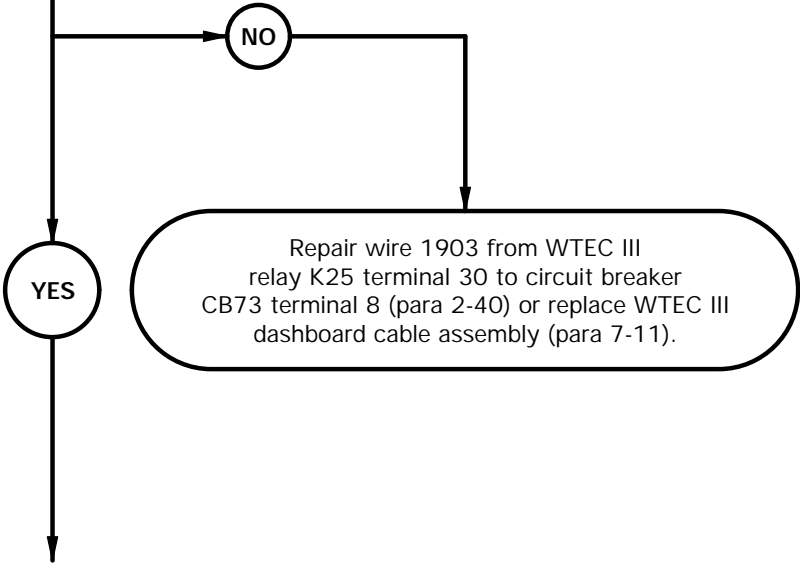 NO
YES
Repair wire 1903 from WTEC III
relay K25 terminal 30 to circuit breaker
CB73 terminal 8 (para 2-40) or replace WTEC III
dashboard cable assembly (para 7-11).